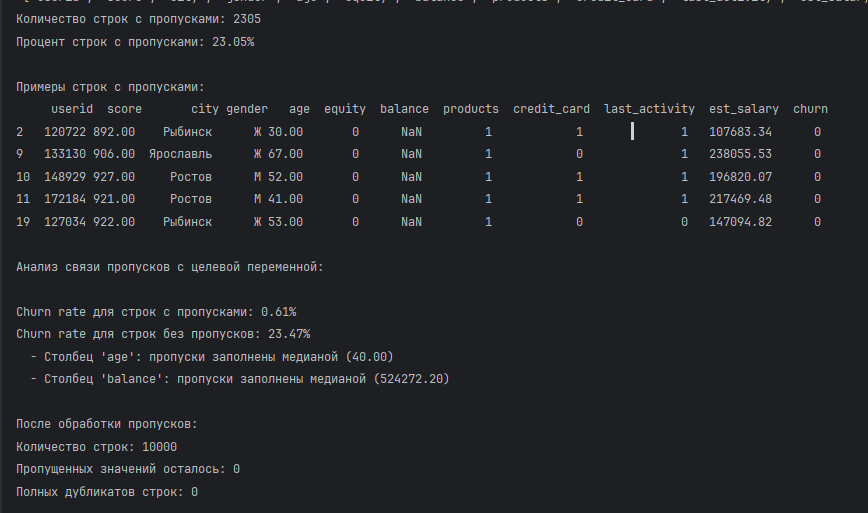 Количество строк с пропусками: 2305
Процент строк с пропусками: 23.05%
Примеры строк с пропусками:
userid score city gender age equity balance products credit_card last_activity est_salary churn
2 120722 892.00 Рыбинск Ж 30.00 0 NaN 1 1 1 107683.34 0
9 133130 906.00 Ярославль Ж 67.00 0 NaN 1 0 1 238055.53 0
10 148929 927.00 Ростов М 52.00 0 NaN 1 1 1 196820.07 0
11 172184 921.00 Ростов М 41.00 0 NaN 1 1 1 217469.48 0
19 127034 922.00 Рыбинск Ж 53.00 0 NaN 1 0 0 147094.82 0
Анализ связи пропусков с целевой переменной:
Churn rate для строк с пропусками: 0.61%
Churn rate для строк без пропусков: 23.47%
- Столбец 'age': пропуски заполнены медианой (40.00)
- Столбец 'balance': пропуски заполнены медианой (524272.20)
После обработки пропусков:
Количество строк: 10000
Пропущенных значений осталось: 0
Полных дубликатов строк: 0